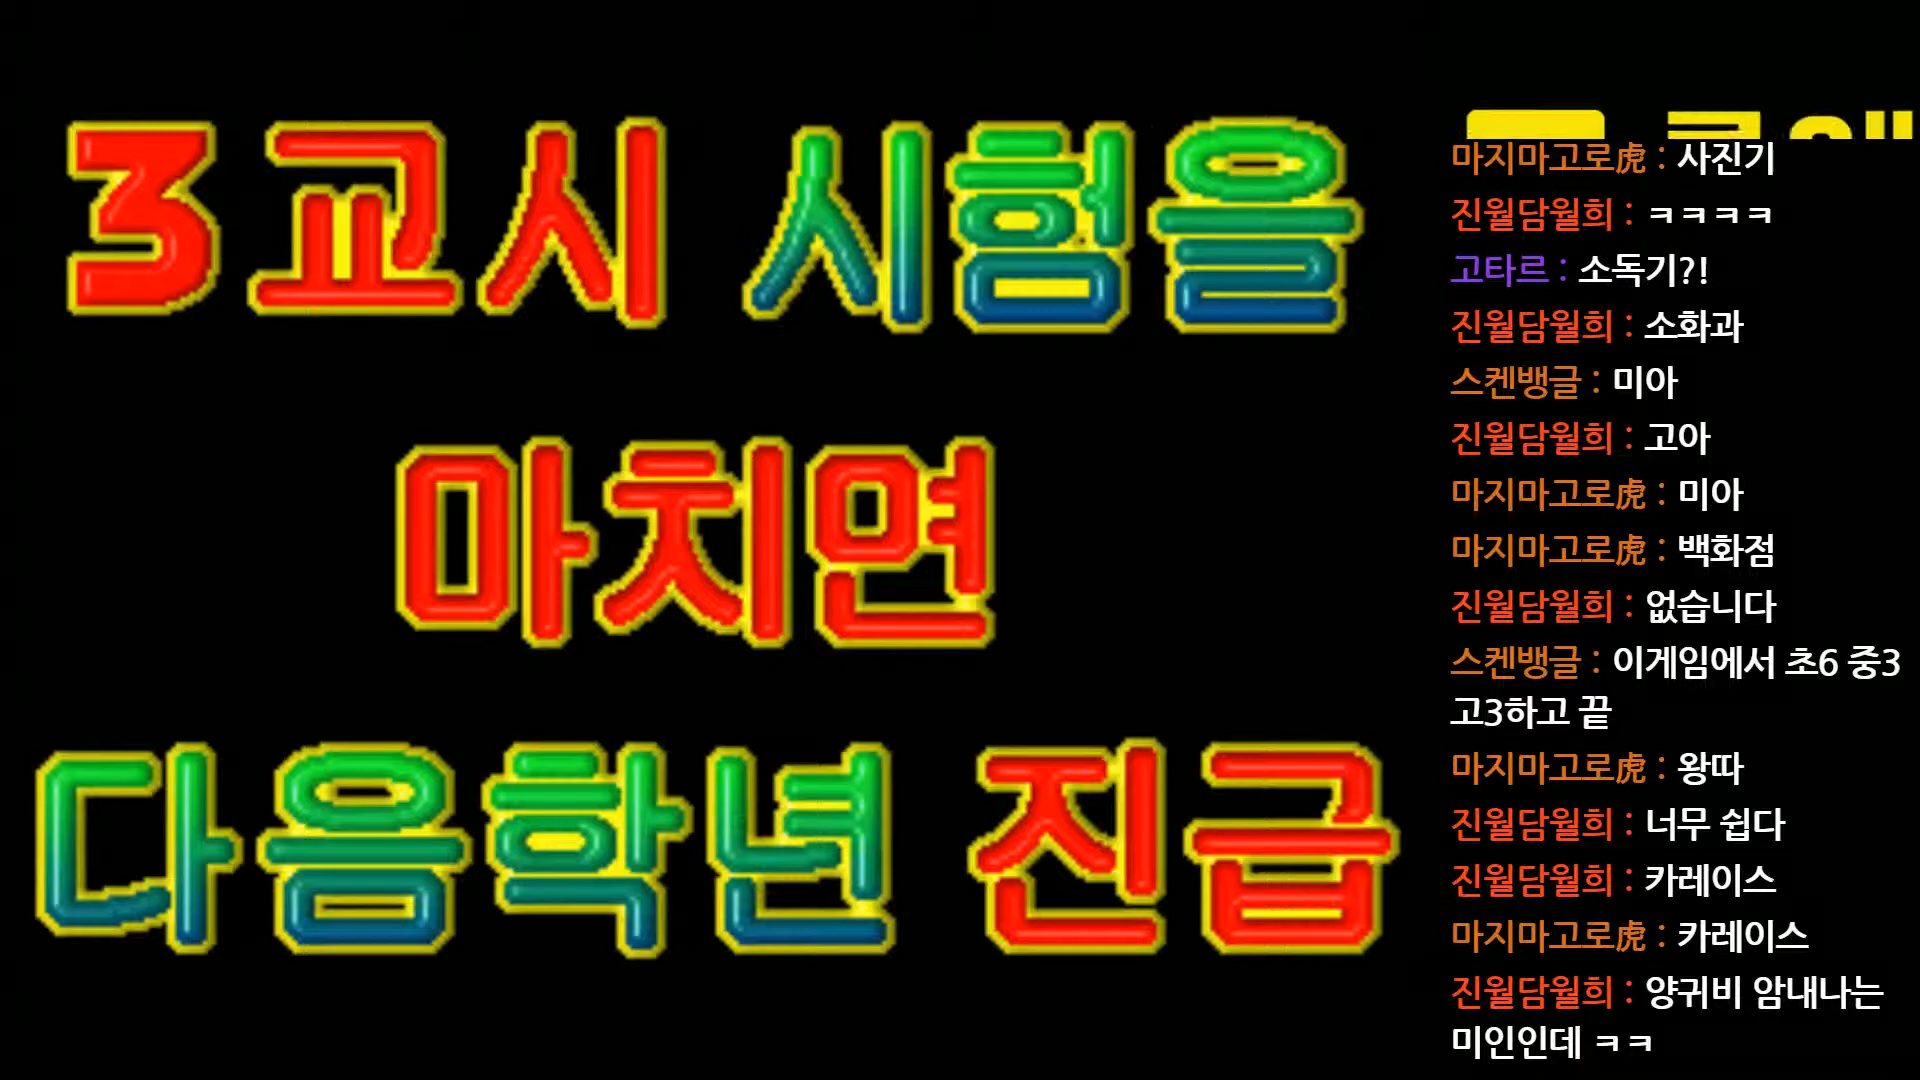 3교시 시험을
마치면
다음학년 진급
마지마고로虎 : 사진기
진월담월희 : ㅋㅋㅋㅋ
고타르 : 소독기?!
진월담월희 : 소화과
스켄뱅글 : 미아
진월담월희 : 고아
마지마고로虎 : 미아
마지마고로虎 : 백화점
진월담월희 : 없습니다
스켄뱅글 : 이게임에서 초6 중3
고3하고 끝
마지마고로虎 : 왕따
진월담월희 : 너무 쉽다
진월담월희 : 카레이스
마지마고로虎 : 카레이스
진월담월희 : 양귀비 암내나는
미인인데 ㅋㅋ